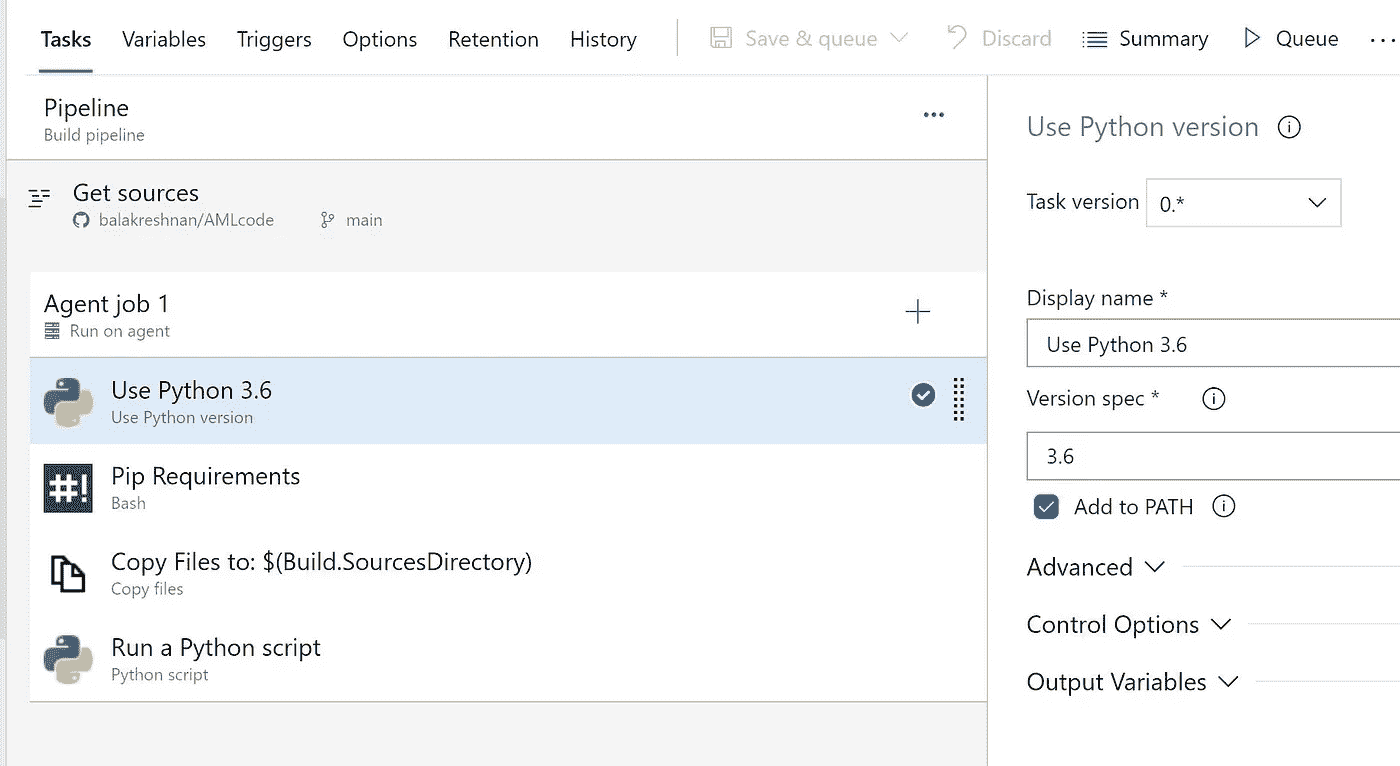 Tasks Variables Triggers Options Retention History Save & queue Discard Summary Queue ...
Pipeline
Build pipeline
Get sources
balakreshnan/AMLcode main
Agent job 1
Run on agent
Use Python 3.6
Use Python version
#!
Pip Requirements
Bash
Copy Files to: $(Build.SourcesDirectory)
Copy files
Run a Python script
Python script
Use Python version
Task version 0.*
Display name *
Use Python 3.6
Version spec *
3.6
Add to PATH
Advanced
Control Options
Output Variables